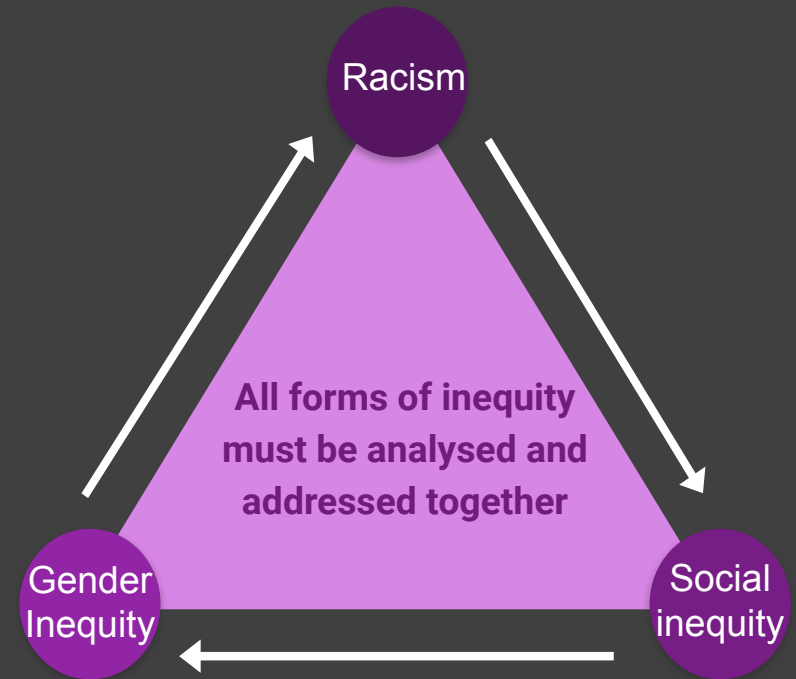 Racism
All forms of inequity
must be analysed and
addressed together
Gender
Inequity
Social
inequity